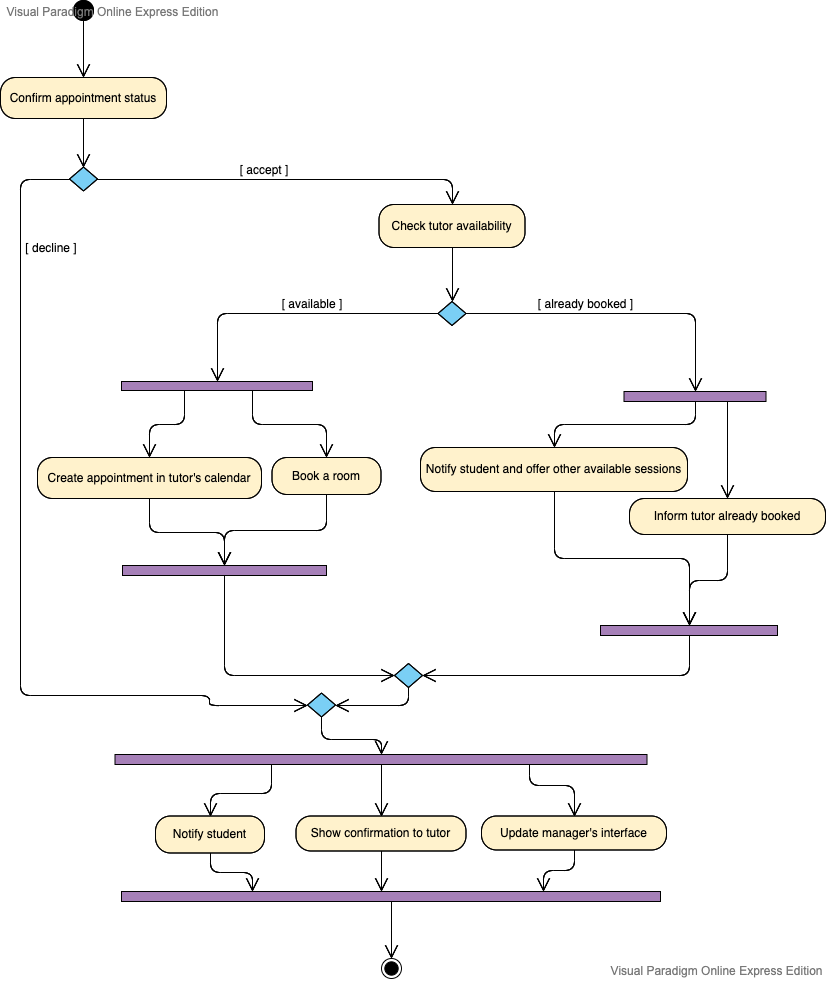 Visual Paradigm Online Express Edition
Confirm appointment status
[ accept ]
Check tutor availability
[ decline ]
[ available ]
[ already booked ]
Create appointment in tutor's calendar
Book a room
Notify student and offer other available sessions
Inform tutor already booked
Notify student
Show confirmation to tutor
Update manager's interface
Visual Paradigm Online Express Edition